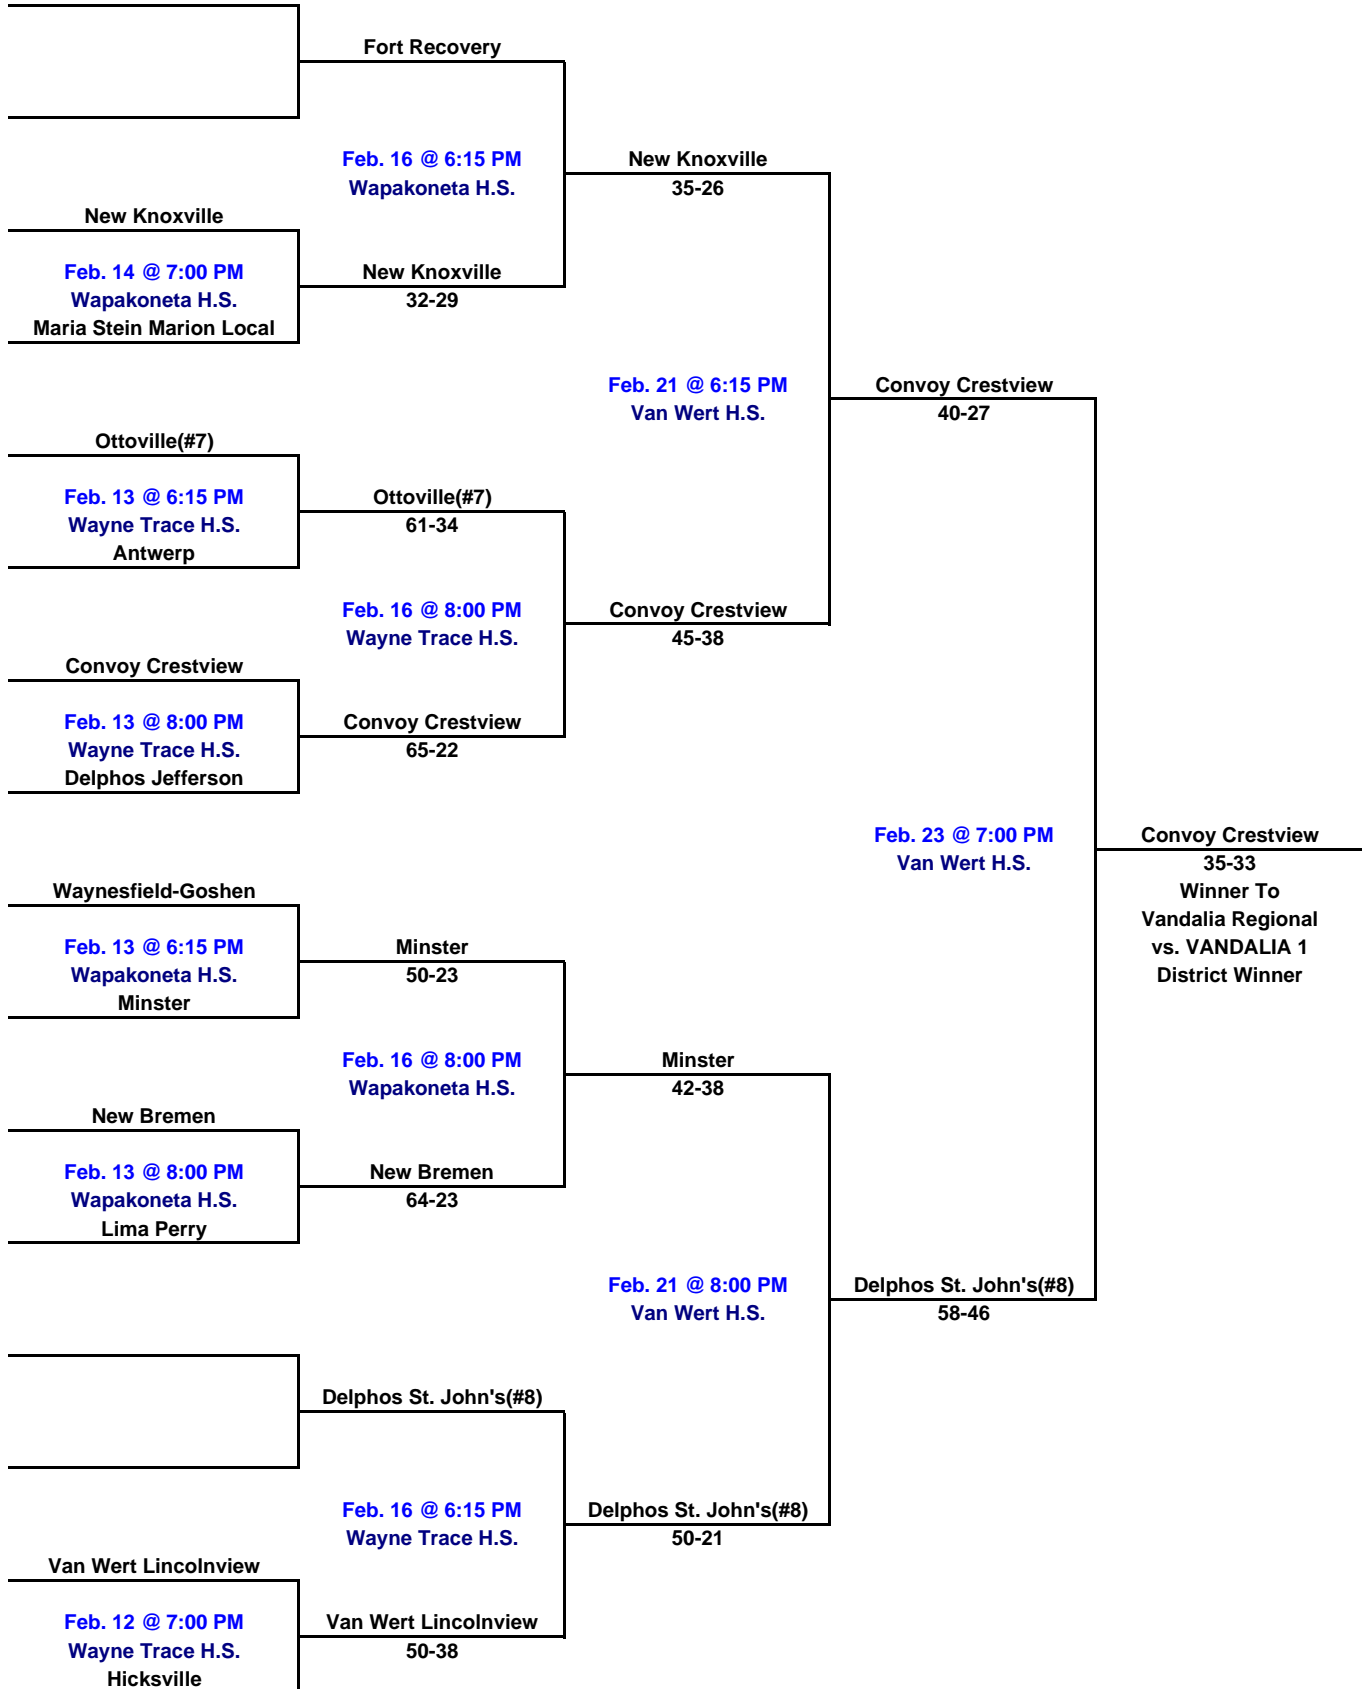 Fort Recovery
Feb. 16 @ 6:15 PM
Wapakoneta H.S.
New Knoxville
35-26
New Knoxville
Feb. 14 @ 7:00 PM
Wapakoneta H.S.
Maria Stein Marion Local
New Knoxville
32-29
Feb. 21 @ 6:15 PM
Van Wert H.S.
Convoy Crestview
40-27
Ottoville(#7)
Feb. 13 @ 6:15 PM
Wayne Trace H.S.
Antwerp
Ottoville(#7)
61-34
Feb. 16 @ 8:00 PM
Wayne Trace H.S.
Convoy Crestview
45-38
Convoy Crestview
Feb. 13 @ 8:00 PM
Wayne Trace H.S.
Delphos Jefferson
Convoy Crestview
65-22
Feb. 23 @ 7:00 PM
Van Wert H.S.
Convoy Crestview
35-33
Winner To
Vandalia Regional
vs. VANDALIA 1
District Winner
Waynesfield-Goshen
Feb. 13 @ 6:15 PM
Wapakoneta H.S.
Minster
Minster
50-23
Feb. 16 @ 8:00 PM
Wapakoneta H.S.
Minster
42-38
New Bremen
Feb. 13 @ 8:00 PM
Wapakoneta H.S.
Lima Perry
New Bremen
64-23
Feb. 21 @ 8:00 PM
Van Wert H.S.
Delphos St. John's(#8)
58-46
Delphos St. John's(#8)
Feb. 16 @ 6:15 PM
Wayne Trace H.S.
Delphos St. John's(#8)
50-21
Van Wert Lincolnview
Feb. 12 @ 7:00 PM
Wayne Trace H.S.
Hicksville
Van Wert Lincolnview
50-38